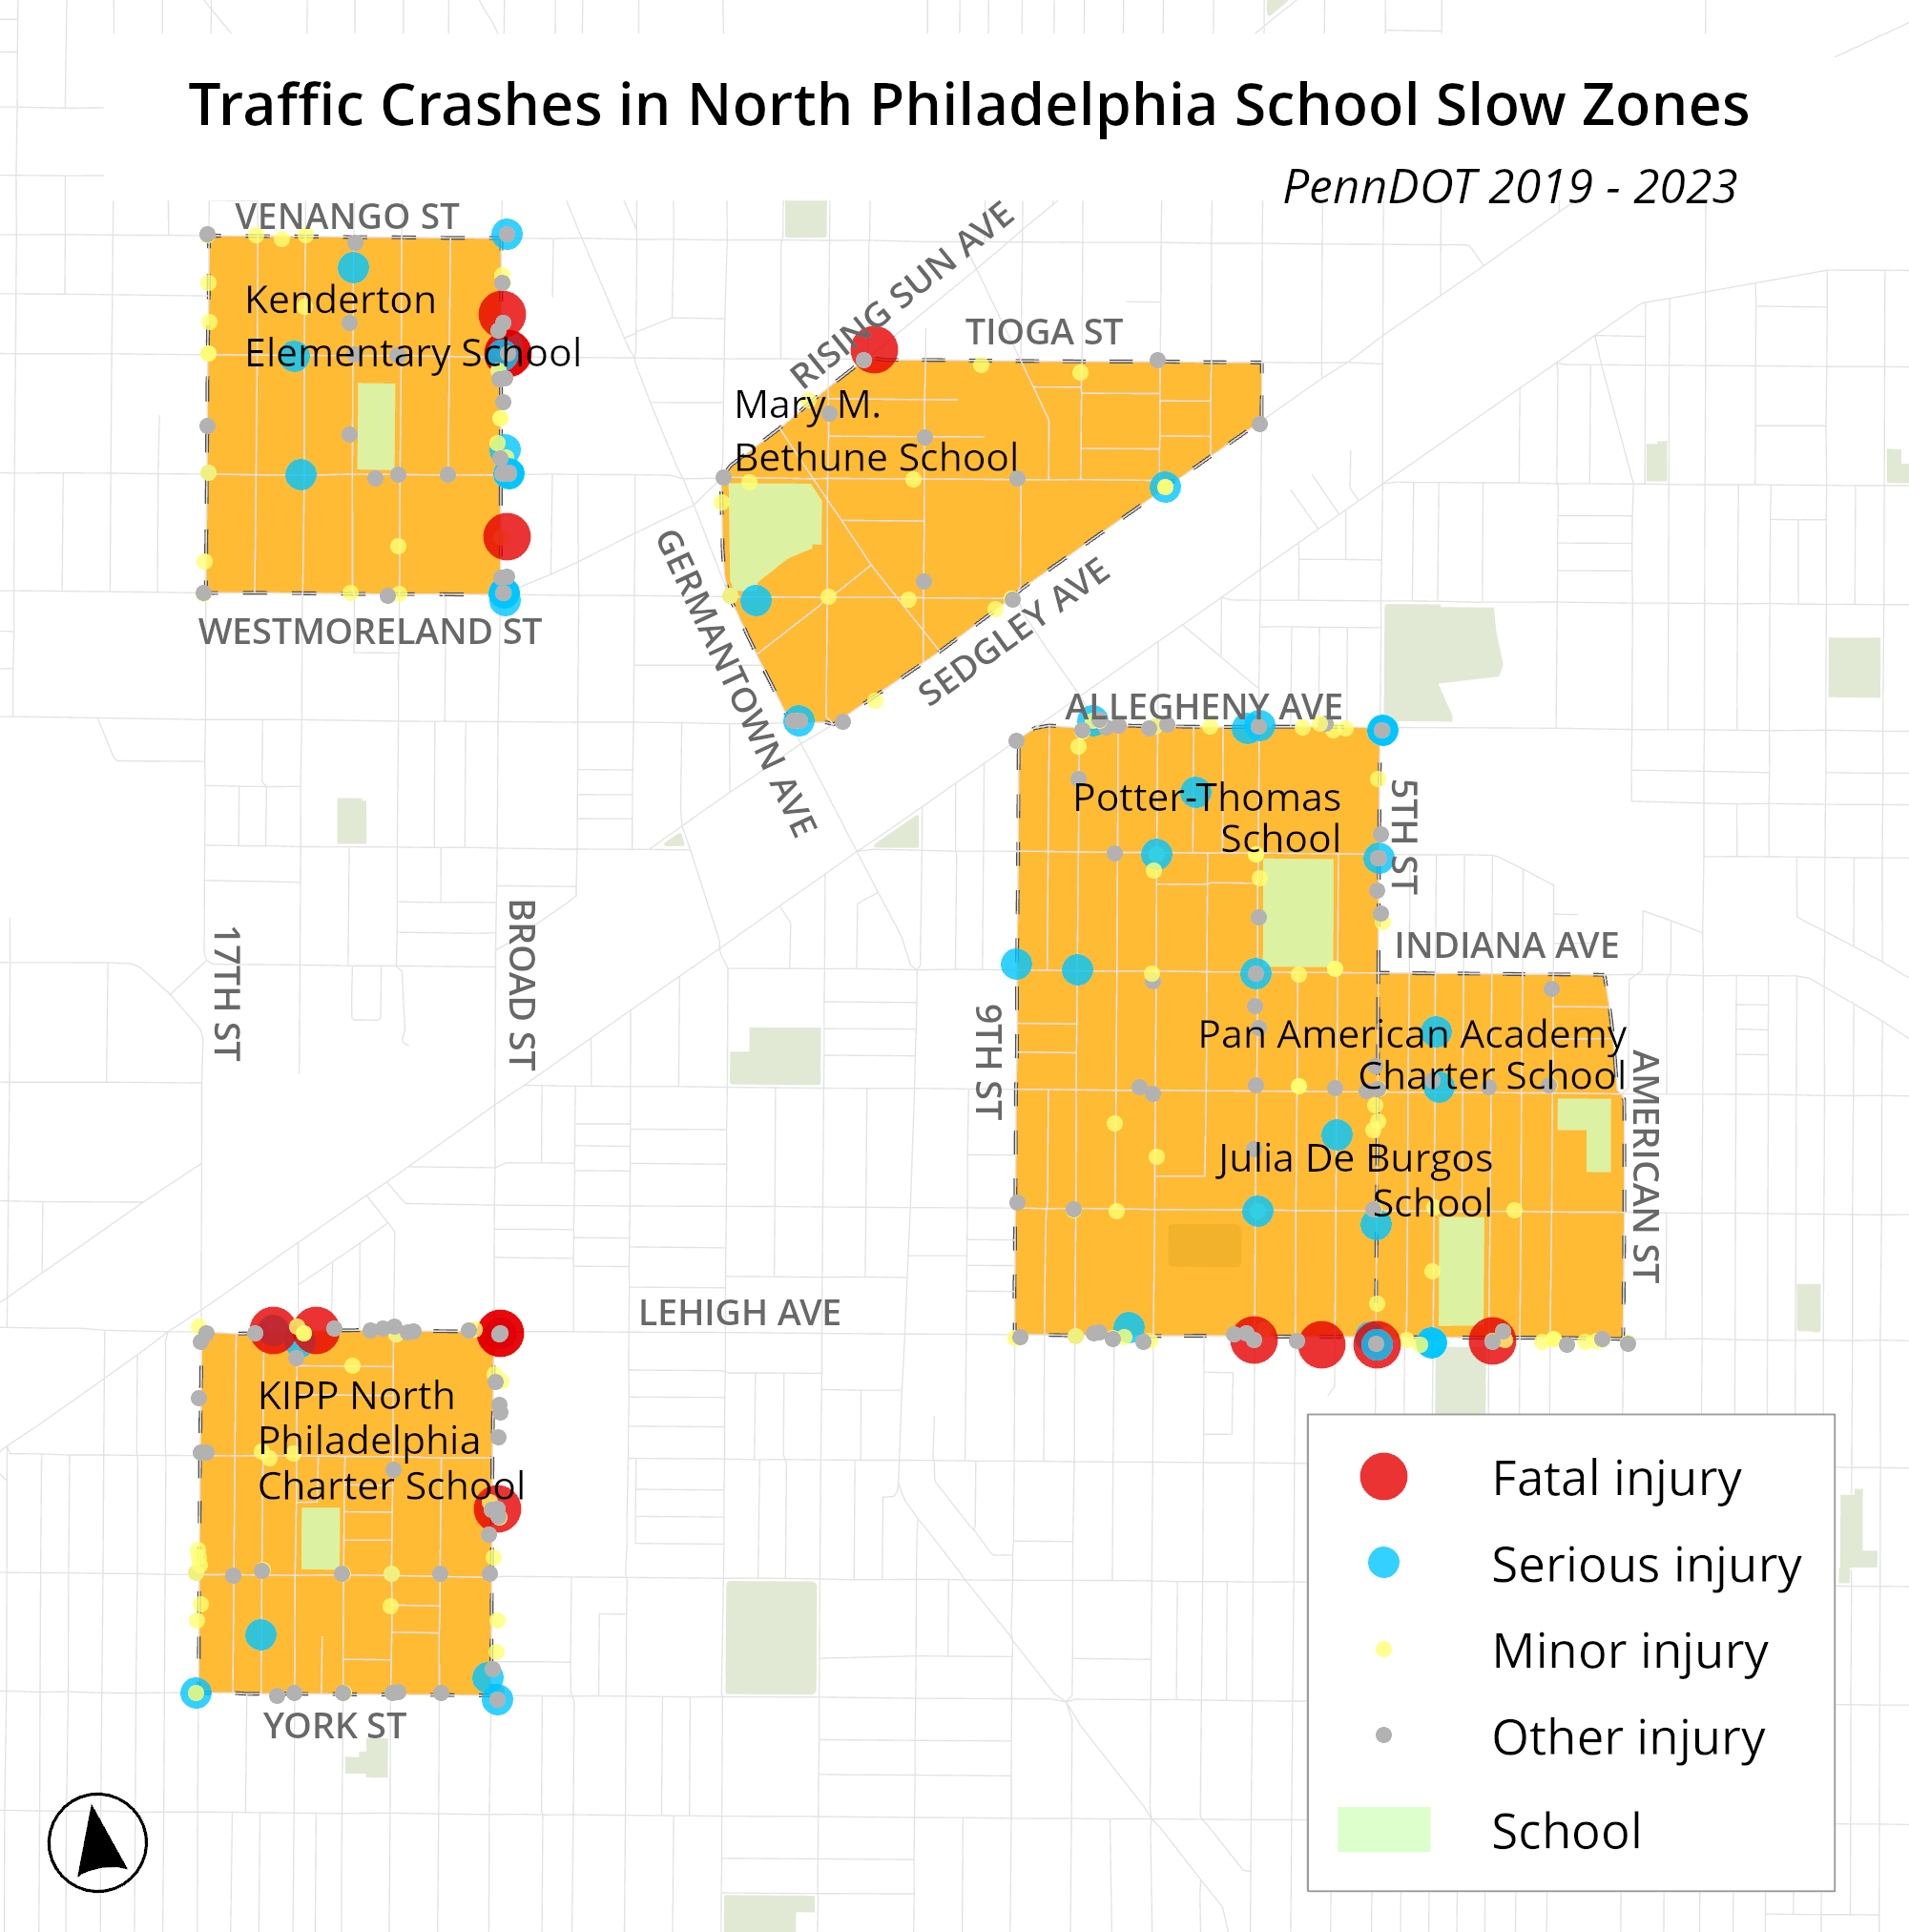 Traffic Crashes in North Philadelphia School Slow Zones
PennDOT 2019 - 2023
VENANGO ST
RISING SUN AVE
TIOGA ST
Kenderton
Elementary School
Mary M.
Bethune School
WESTMORELAND ST
GERMANTOWN AVE
SEDGLEY AVE
ALLEGHENY AVE
Potter-Thomas
School
5TH ST
17TH ST
BROAD ST
INDIANA AVE
9TH ST
Pan American Academy
Charter School
AMERICAN ST
Julia De Burgos
School
LEHIGH AVE
KIPP North
Philadelphia
Charter School
YORK ST
Fatal injury
Serious injury
Minor injury
Other injury
School